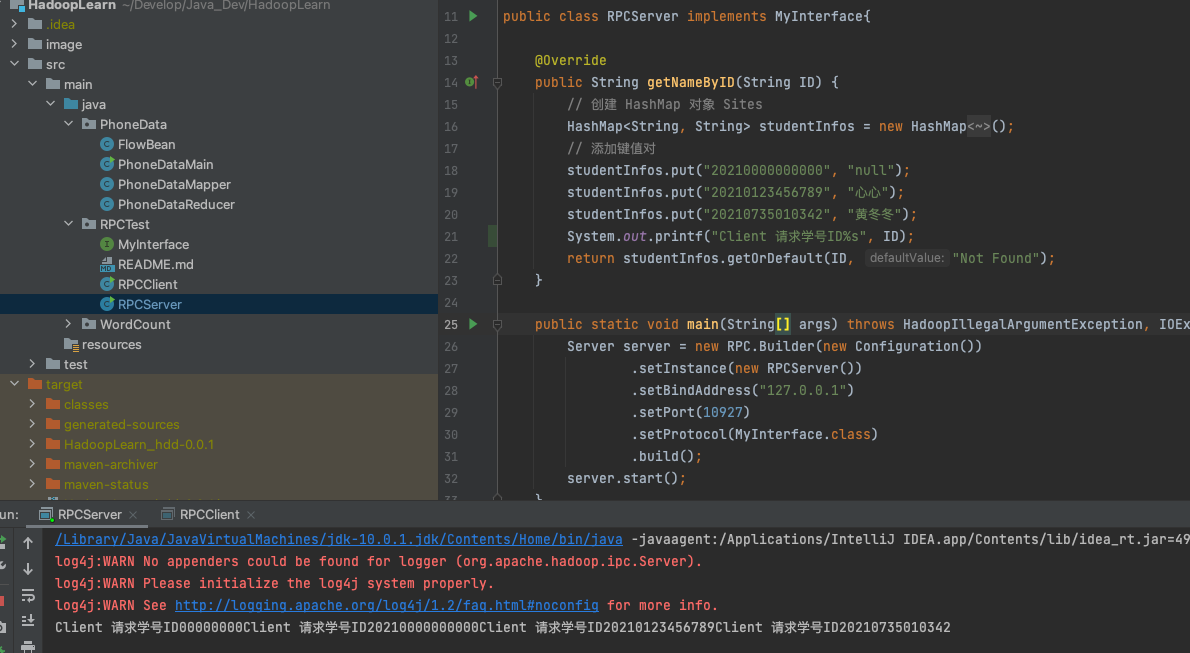 HadoopLearn ~/Develop/Java_Dev/HadoopLearn
.idea
image
src
main
java
PhoneData
FlowBean
PhoneDataMain
PhoneDataMapper
PhoneDataReducer
RPCTest
MyInterface
README.md
RPCClient
RPCServer
WordCount
resources
test
target
classes
generated-sources
HadoopLearn_hdd-0.0.1
maven-archiver
maven-status
11 public class RPCServer implements MyInterface{
12
13 @Override
14 public String getNameByID(String ID) {
15 // 创建 HashMap 对象 Sites
16 HashMap<String, String> studentInfos = new HashMap<~>();
17 // 添加键值对
18 studentInfos.put("20210000000000", "null");
19 studentInfos.put("20210123456789", "心心");
20 studentInfos.put("20210735010342", "黄冬冬");
21 System.out.printf("Client 请求学号ID%s", ID);
22 return studentInfos.getOrDefault(ID, defaultValue: "Not Found");
23 }
24
25 public static void main(String[] args) throws HadoopIllegalArgumentException, IOEx
26 Server server = new RPC.Builder(new Configuration())
27 .setInstance(new RPCServer())
28 .setBindAddress("127.0.0.1")
29 .setPort(10927)
30 .setProtocol(MyInterface.class)
31 .build();
32 server.start();
33 }
un: RPCServer RPCClient
/Library/Java/JavaVirtualMachines/jdk-10.0.1.jdk/Contents/Home/bin/java -javaagent:/Applications/IntelliJ IDEA.app/Contents/lib/idea_rt.jar=49
log4j:WARN No appenders could be found for logger (org.apache.hadoop.ipc.Server).
log4j:WARN Please initialize the log4j system properly.
log4j:WARN See http://logging.apache.org/log4j/1.2/faq.html#noconfig for more info.
Client 请求学号ID00000000Client 请求学号ID20210000000000Client 请求学号ID20210123456789Client 请求学号ID20210735010342